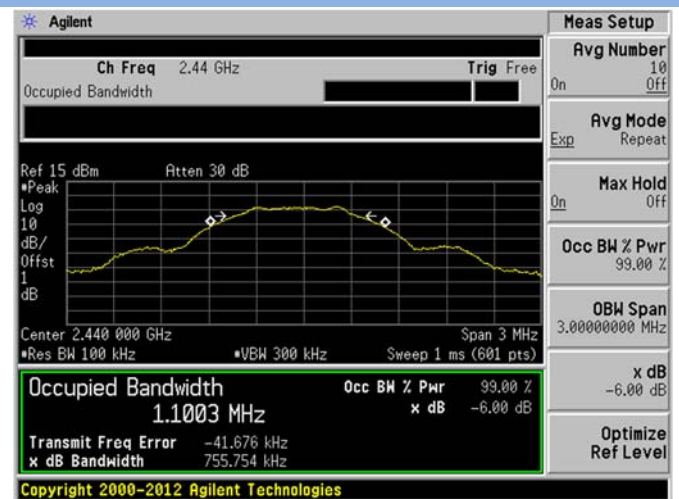 Agilent
Meas Setup
Ch Freq 2.44 GHz Trig Free
Occupied Bandwidth
Avg Number
10
On Off
Avg Mode
Exp Repeat
Max Hold
On Off
Occ BW % Pwr
99.00 %
OBW Span
3.00000000 MHz
x dB
-6.00 dB
Optimize
Ref Level
Ref 15 dBm Atten 30 dB
#Peak
Log
10
dB/
Offst
1
dB
Center 2.440 000 GHz Span 3 MHz
#Res BW 100 kHz #VBW 300 kHz Sweep 1 ms (601 pts)
Occupied Bandwidth
1.1003 MHz
Occ BW % Pwr 99.00 %
x dB -6.00 dB
Transmit Freq Error -41.676 kHz
x dB Bandwidth 755.754 kHz
Copyright 2000-2012 Agilent Technologies